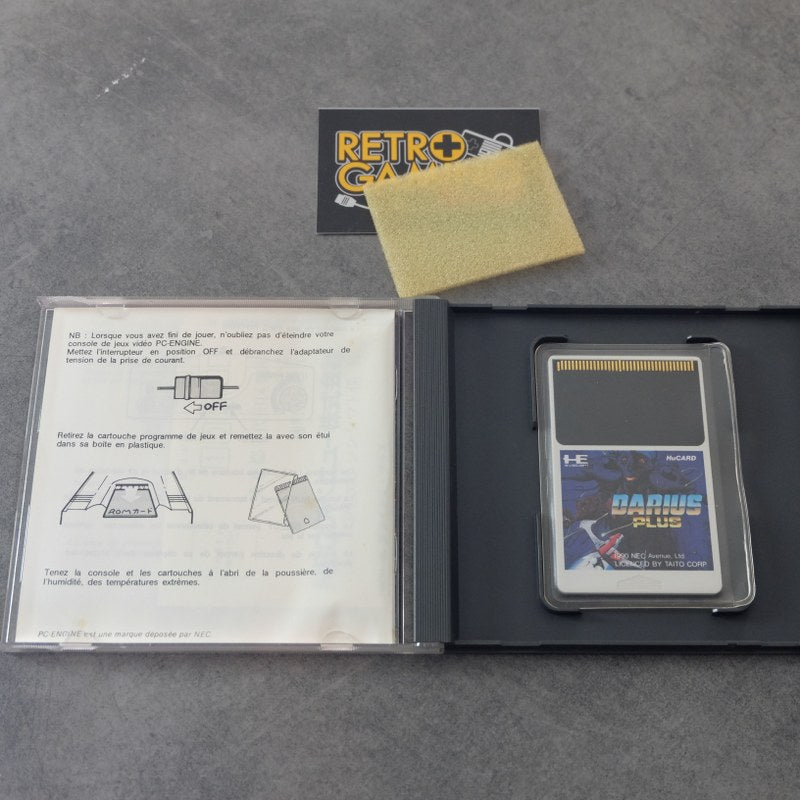 RETRO
GAM
NB : Lorsque vous avez fini de jouer, n'oubliez pas d'éteindre votre
console de jeux vidéo PC-ENGINE.
Mettez l'interrupteur en position OFF et débranchez l'adaptateur de
tension de la prise de courant.
OFF
Retirez la cartouche programme de jeux et remettez la avec son étui
dans sa boite en plastique.
ROMカード
Tenez la console et les cartouches à l'abri de la poussière, de
l'humidité, des températures extrêmes.
PC-ENGINE est une marque déposée par NEC
HE
HuCARD
DARIUS
PLUS
1990 NEC Avenue, Ltd
LICENCED BY TAITO CORP